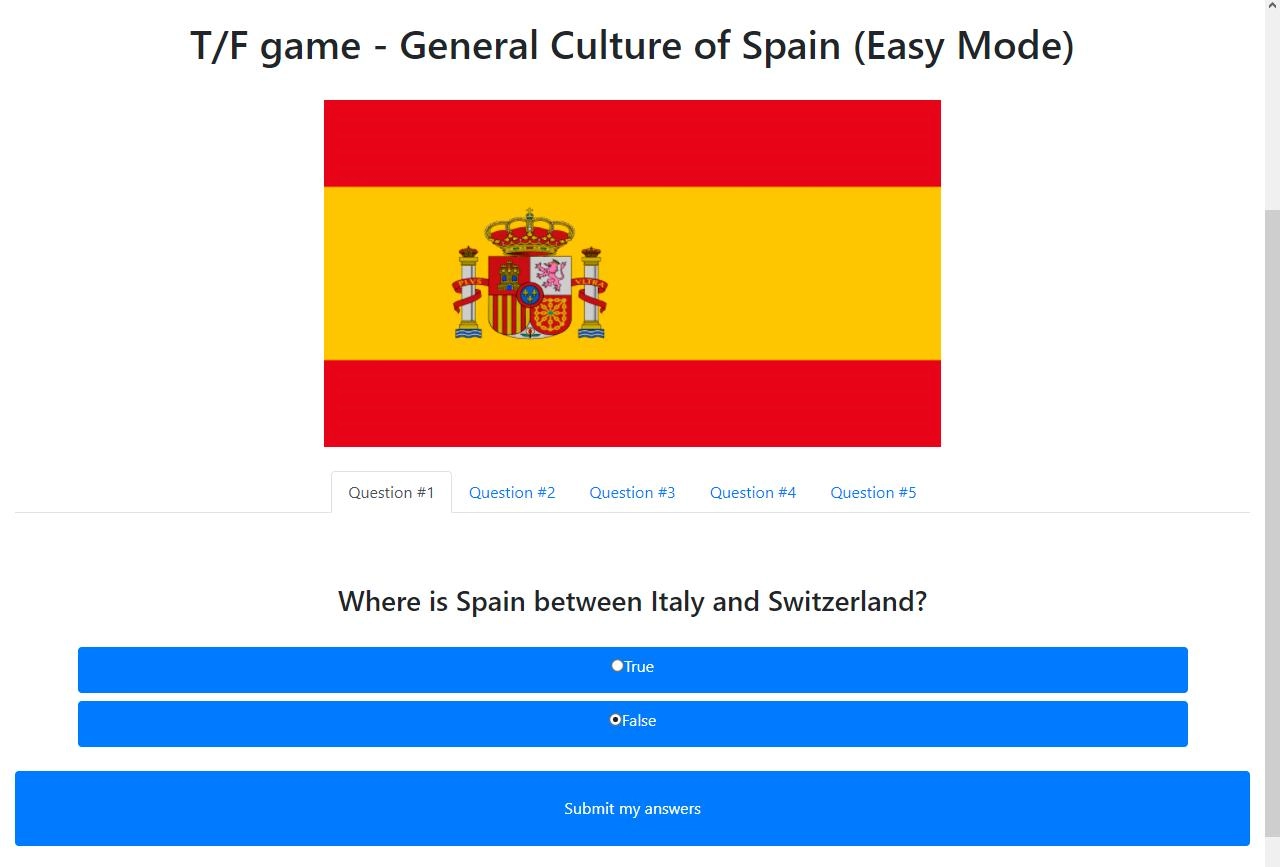 T/F game - General Culture of Spain (Easy Mode)
PLVS VLTRA
Question #1 Question #2 Question #3 Question #4 Question #5
Where is Spain between Italy and Switzerland?
True
False
Submit my answers